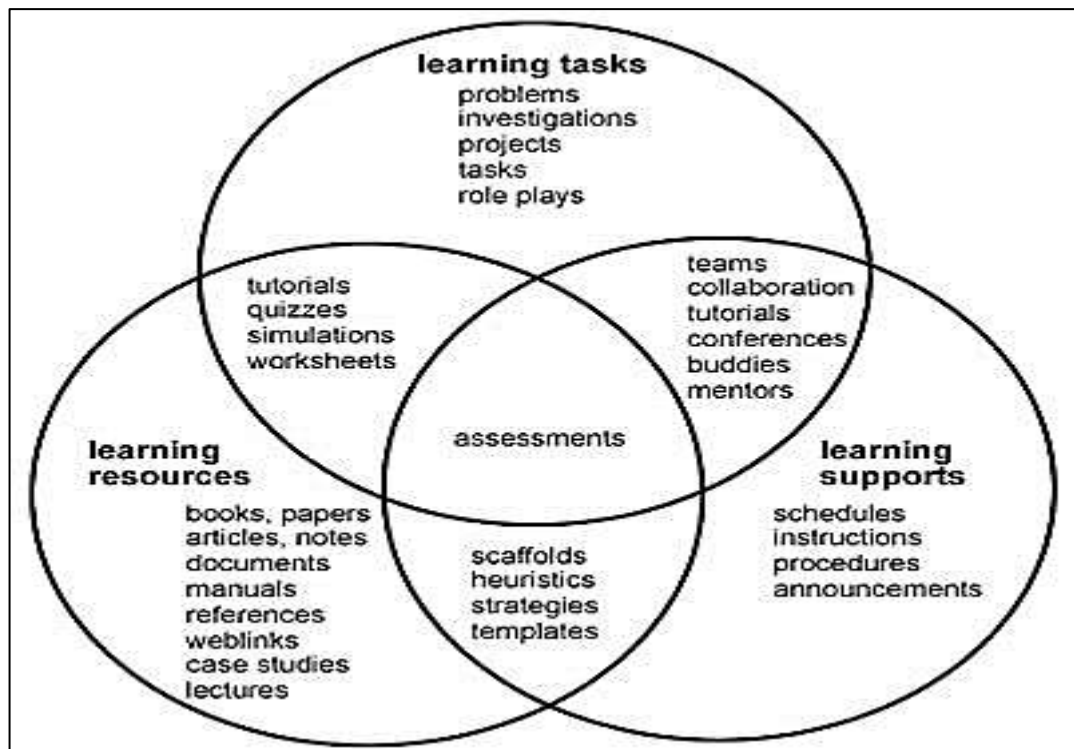 learning tasks
problems
investigations
projects
tasks
role plays
tutorials
quizzes
simulations
worksheets
teams
collaboration
tutorials
conferences
buddies
mentors
assessments
learning
resources
books, papers
articles, notes
documents
manuals
references
weblinks
case studies
lectures
scaffolds
heuristics
strategies
templates
learning
supports
schedules
instructions
procedures
announcements